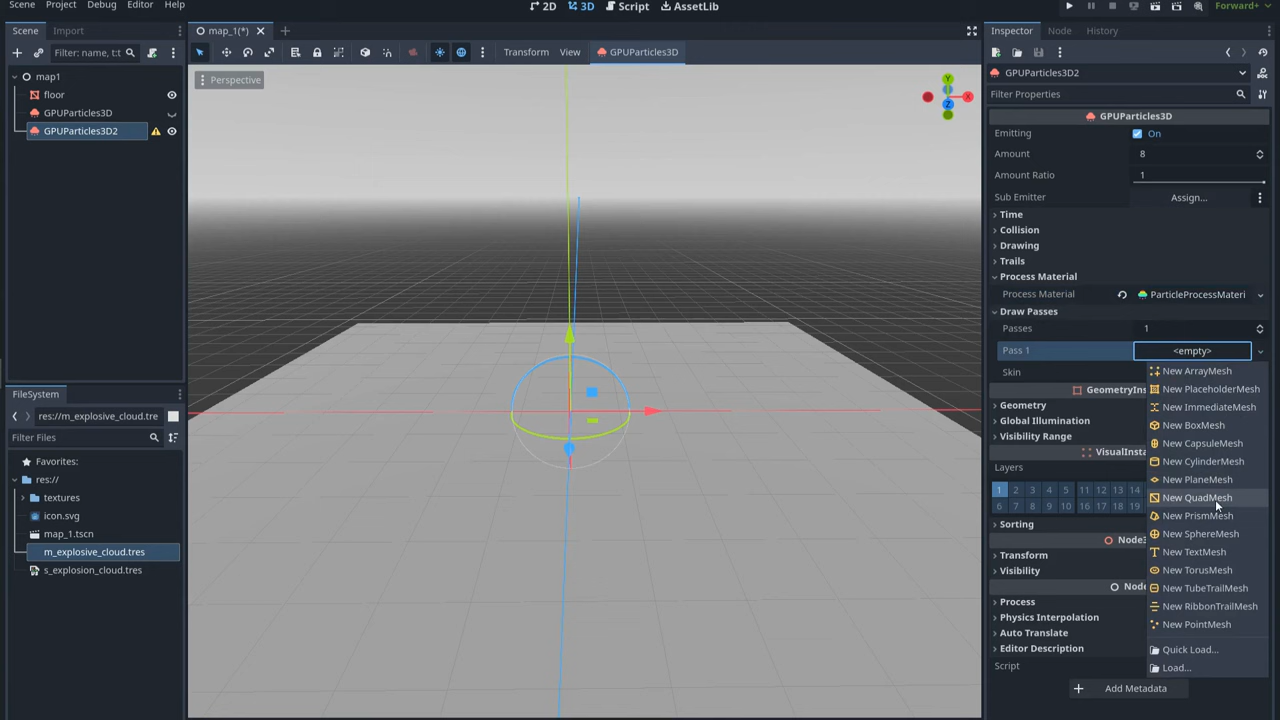 Scene Project Debug Editor Help
2D 3D Script AssetLib
Forward+
Scene Import
map_1(*)
Inspector Node History
Filter: name, t:t
Transform View GPUParticles3D
map1
floor
GPUParticles3D
GPUParticles3D2
Perspective
Y
X
Z
GPUParticles3D2
Filter Properties
GPUParticles3D
Emitting On
Amount 8
Amount Ratio 1
Sub Emitter Assign...
Time
Collision
Drawing
Trails
Process Material
Process Material ParticleProcessMateri
Draw Passes
Passes 1
Pass 1 <empty>
Skin
New ArrayMesh
New PlaceholderMesh
New ImmediateMesh
New BoxMesh
New CapsuleMesh
New CylinderMesh
New PlaneMesh
New QuadMesh
New PrismMesh
New SphereMesh
New TextMesh
New TorusMesh
New TubeTrailMesh
New RibbonTrailMesh
New PointMesh
Quick Load...
Load...
GeometryIns
Geometry
Global Illumination
Visibility Range
VisualInsta
Layers
1 2 3 4 5 11 12 13 14
6 7 8 9 10 16 17 18 19
Sorting
Node3
Transform
Visibility
Node
Process
Physics Interpolation
Auto Translate
Editor Description
Script
Add Metadata
FileSystem
res://m_explosive_cloud.tre
Filter Files
Favorites:
res://
textures
icon.svg
map_1.tscn
m_explosive_cloud.tres
s_explosion_cloud.tres